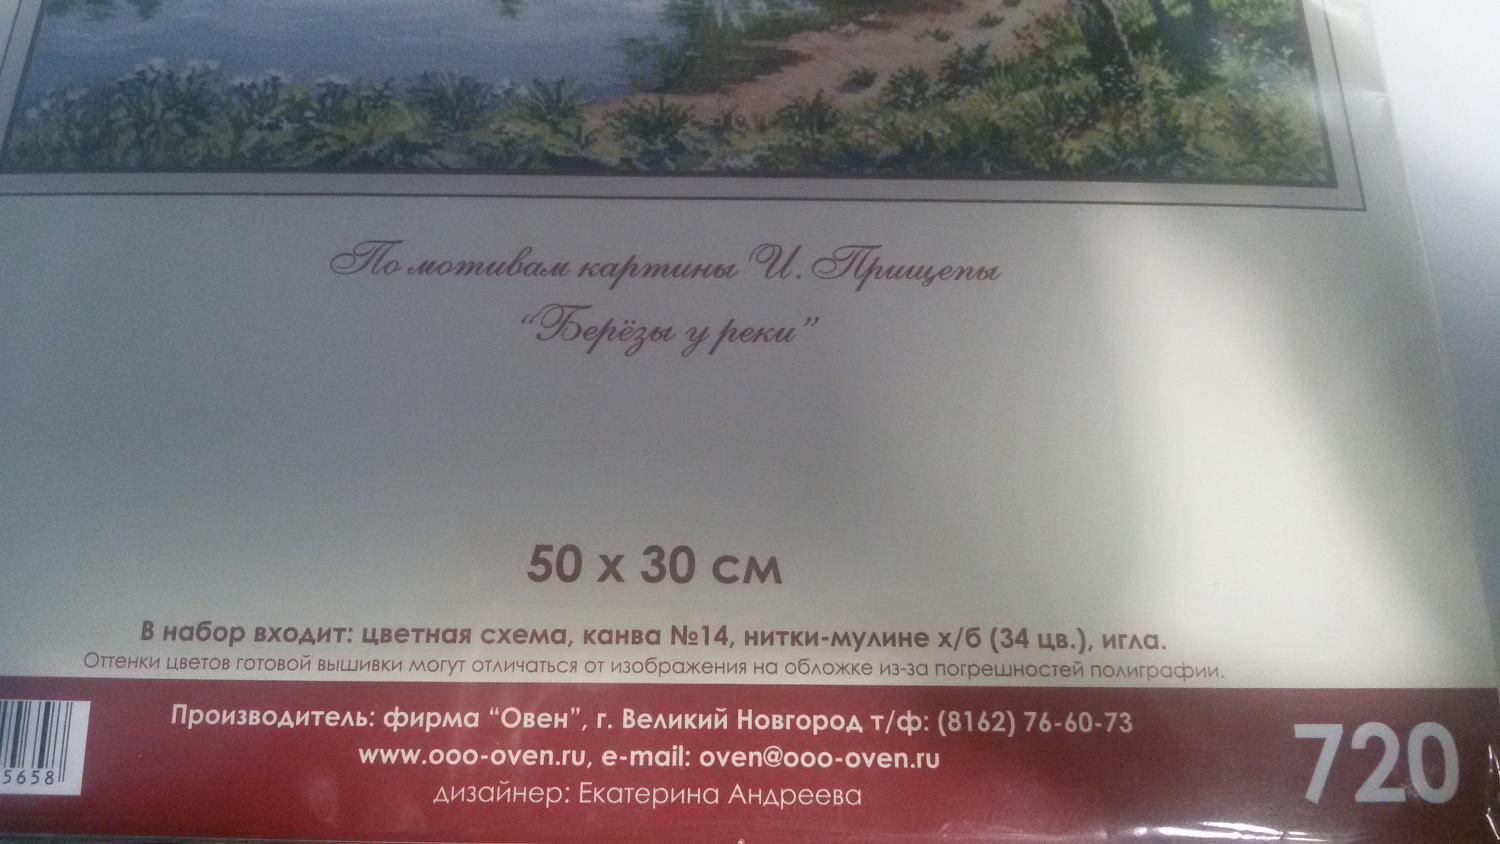 По мотивам картины И. Прищепы
“Берёзы у реки”
50 х 30 см
В набор входит: цветная схема, канва №14, нитки-мулине х/б (34 цв.), игла.
Оттенки цветов готовой вышивки могут отличаться от изображения на обложке из-за погрешностей полиграфии.
Производитель: фирма “Овен”, г. Великий Новгород т/ф: (8162) 76-60-73
www.ooo-oven.ru, e-mail: oven@ooo-oven.ru
дизайнер: Екатерина Андреева
720
5658